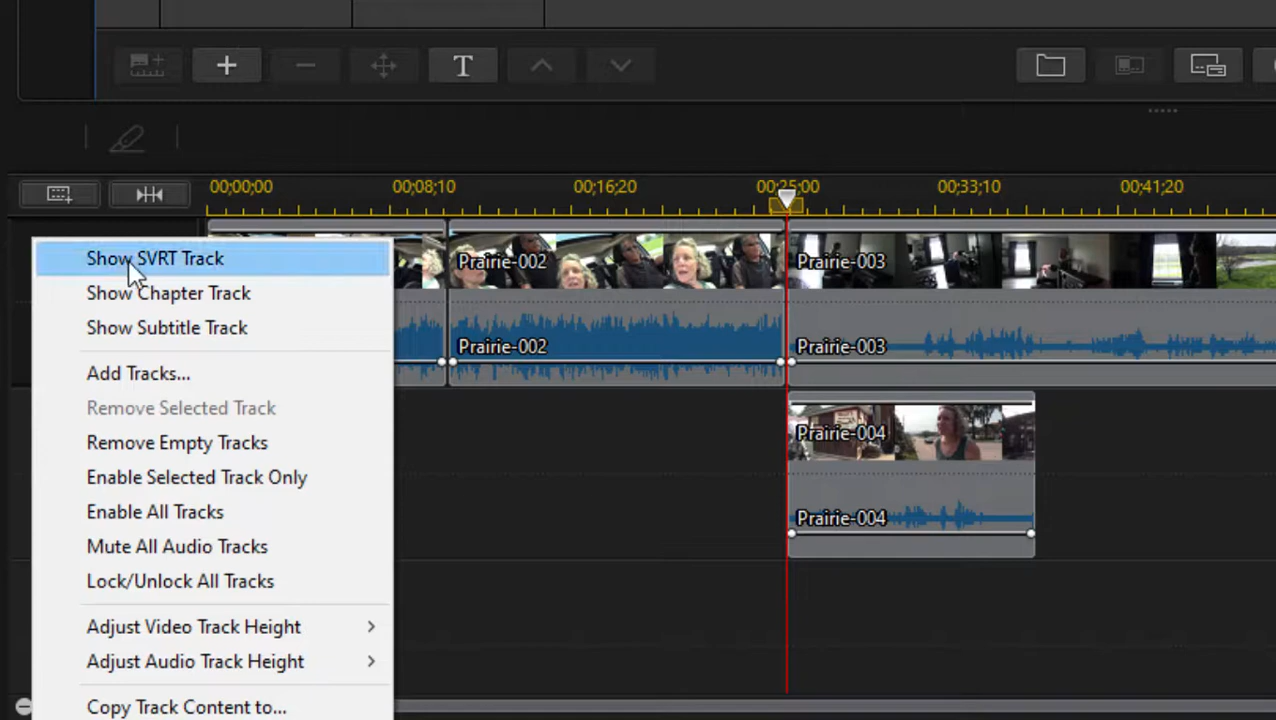 T
00;00;00 00;08;10 00;16;20 00;25;00 00;33;10 00;41;20
Show SVRT Track
Show Chapter Track
Show Subtitle Track
Add Tracks...
Remove Selected Track
Remove Empty Tracks
Enable Selected Track Only
Enable All Tracks
Mute All Audio Tracks
Lock/Unlock All Tracks
Adjust Video Track Height
Adjust Audio Track Height
Copy Track Content to...
Prairie-002
Prairie-003
Prairie-002
Prairie-003
Prairie-004
Prairie-004